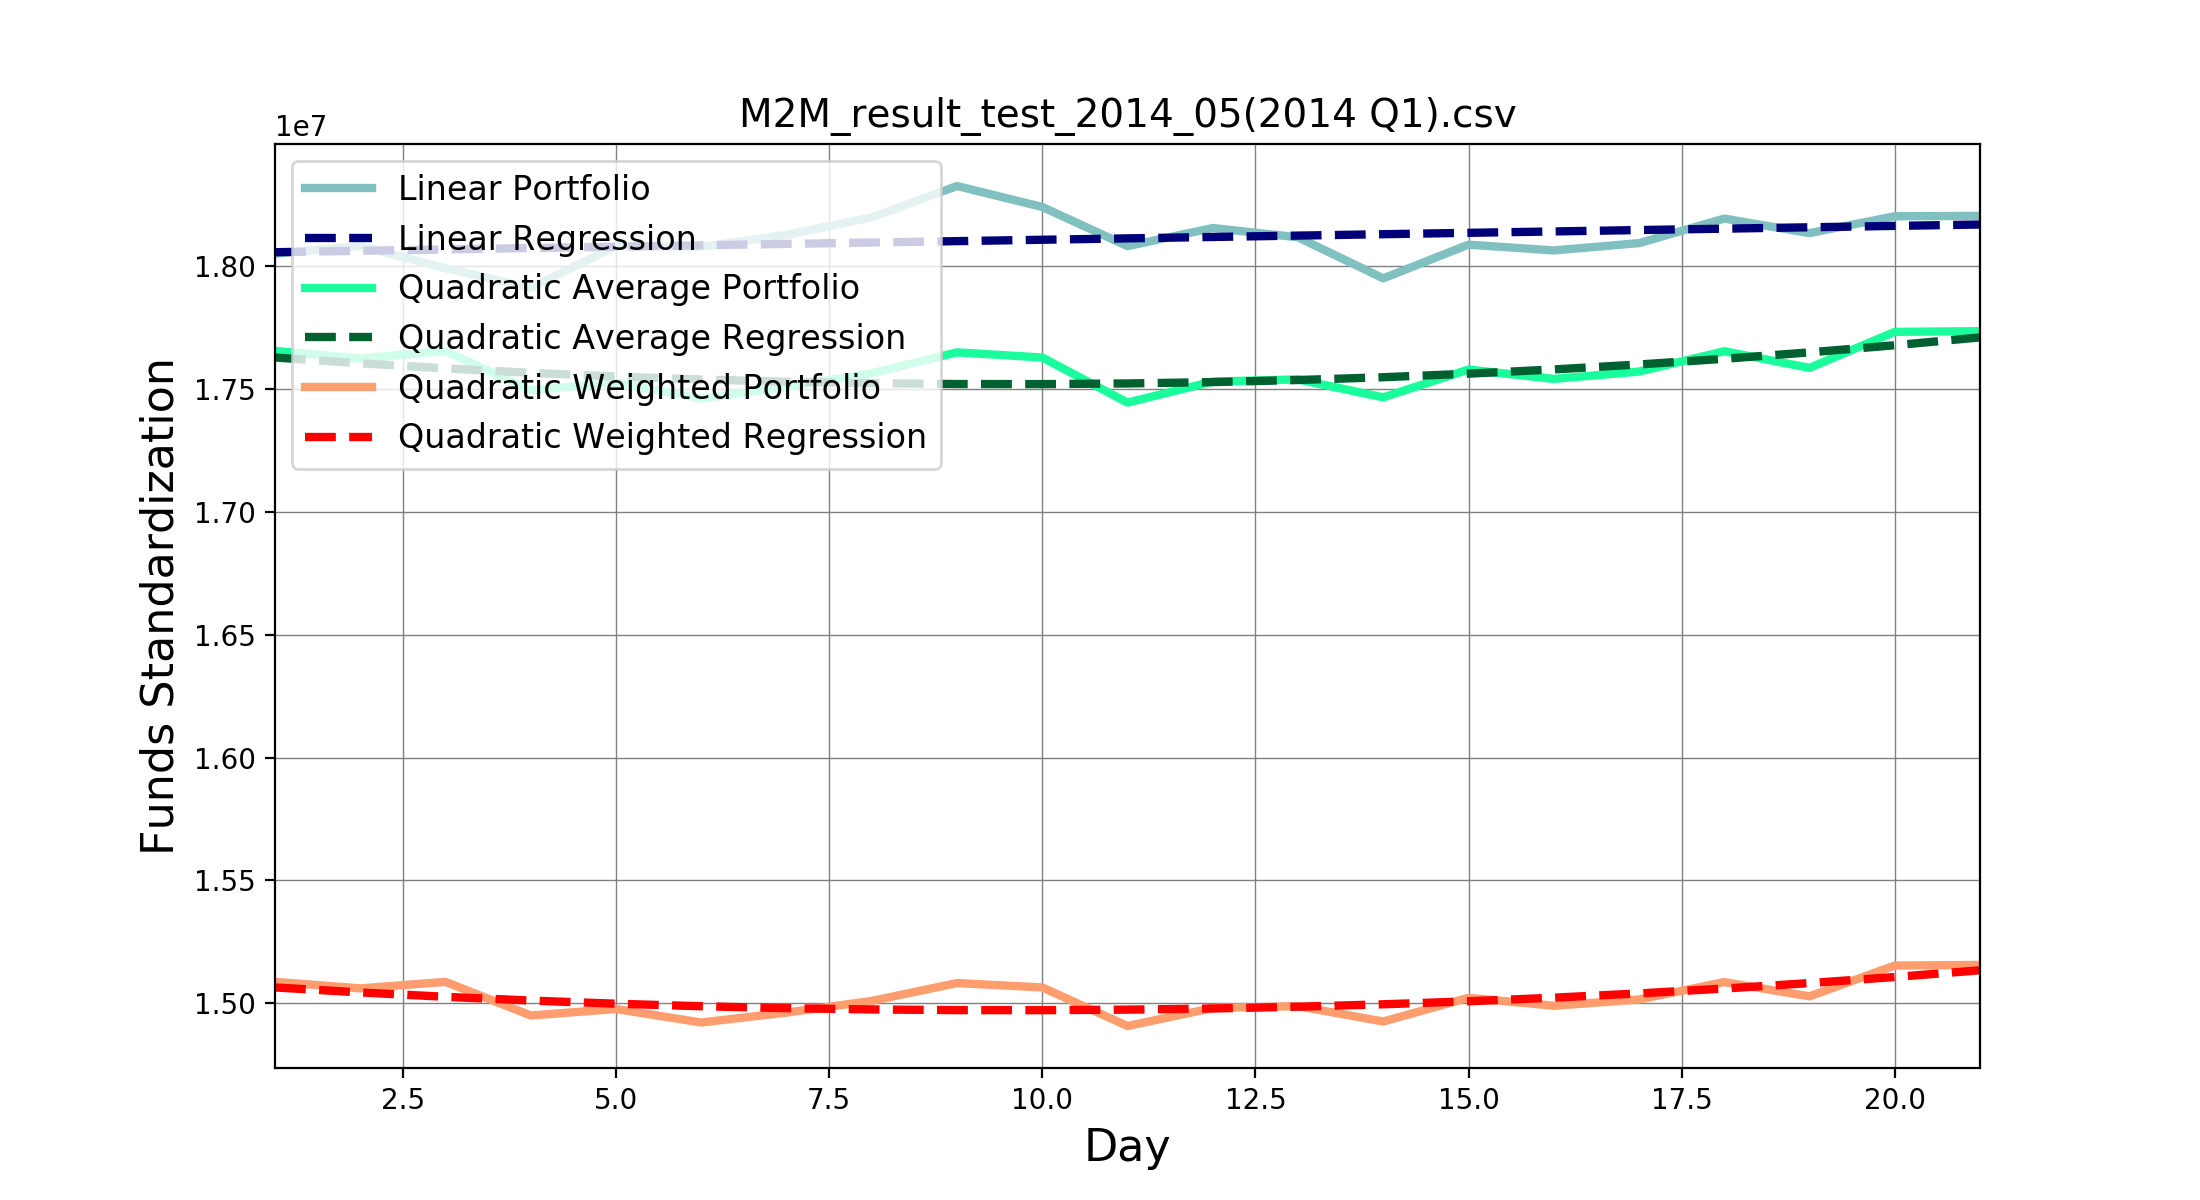 M2M_result_test_2014_05(2014 Q1).csv
1e7
Linear Portfolio
Linear Regression
Quadratic Average Portfolio
Quadratic Average Regression
Quadratic Weighted Portfolio
Quadratic Weighted Regression
Funds Standardization
1.80
1.75
1.70
1.65
1.60
1.55
1.50
2.5 5.0 7.5 10.0 12.5 15.0 17.5 20.0
Day